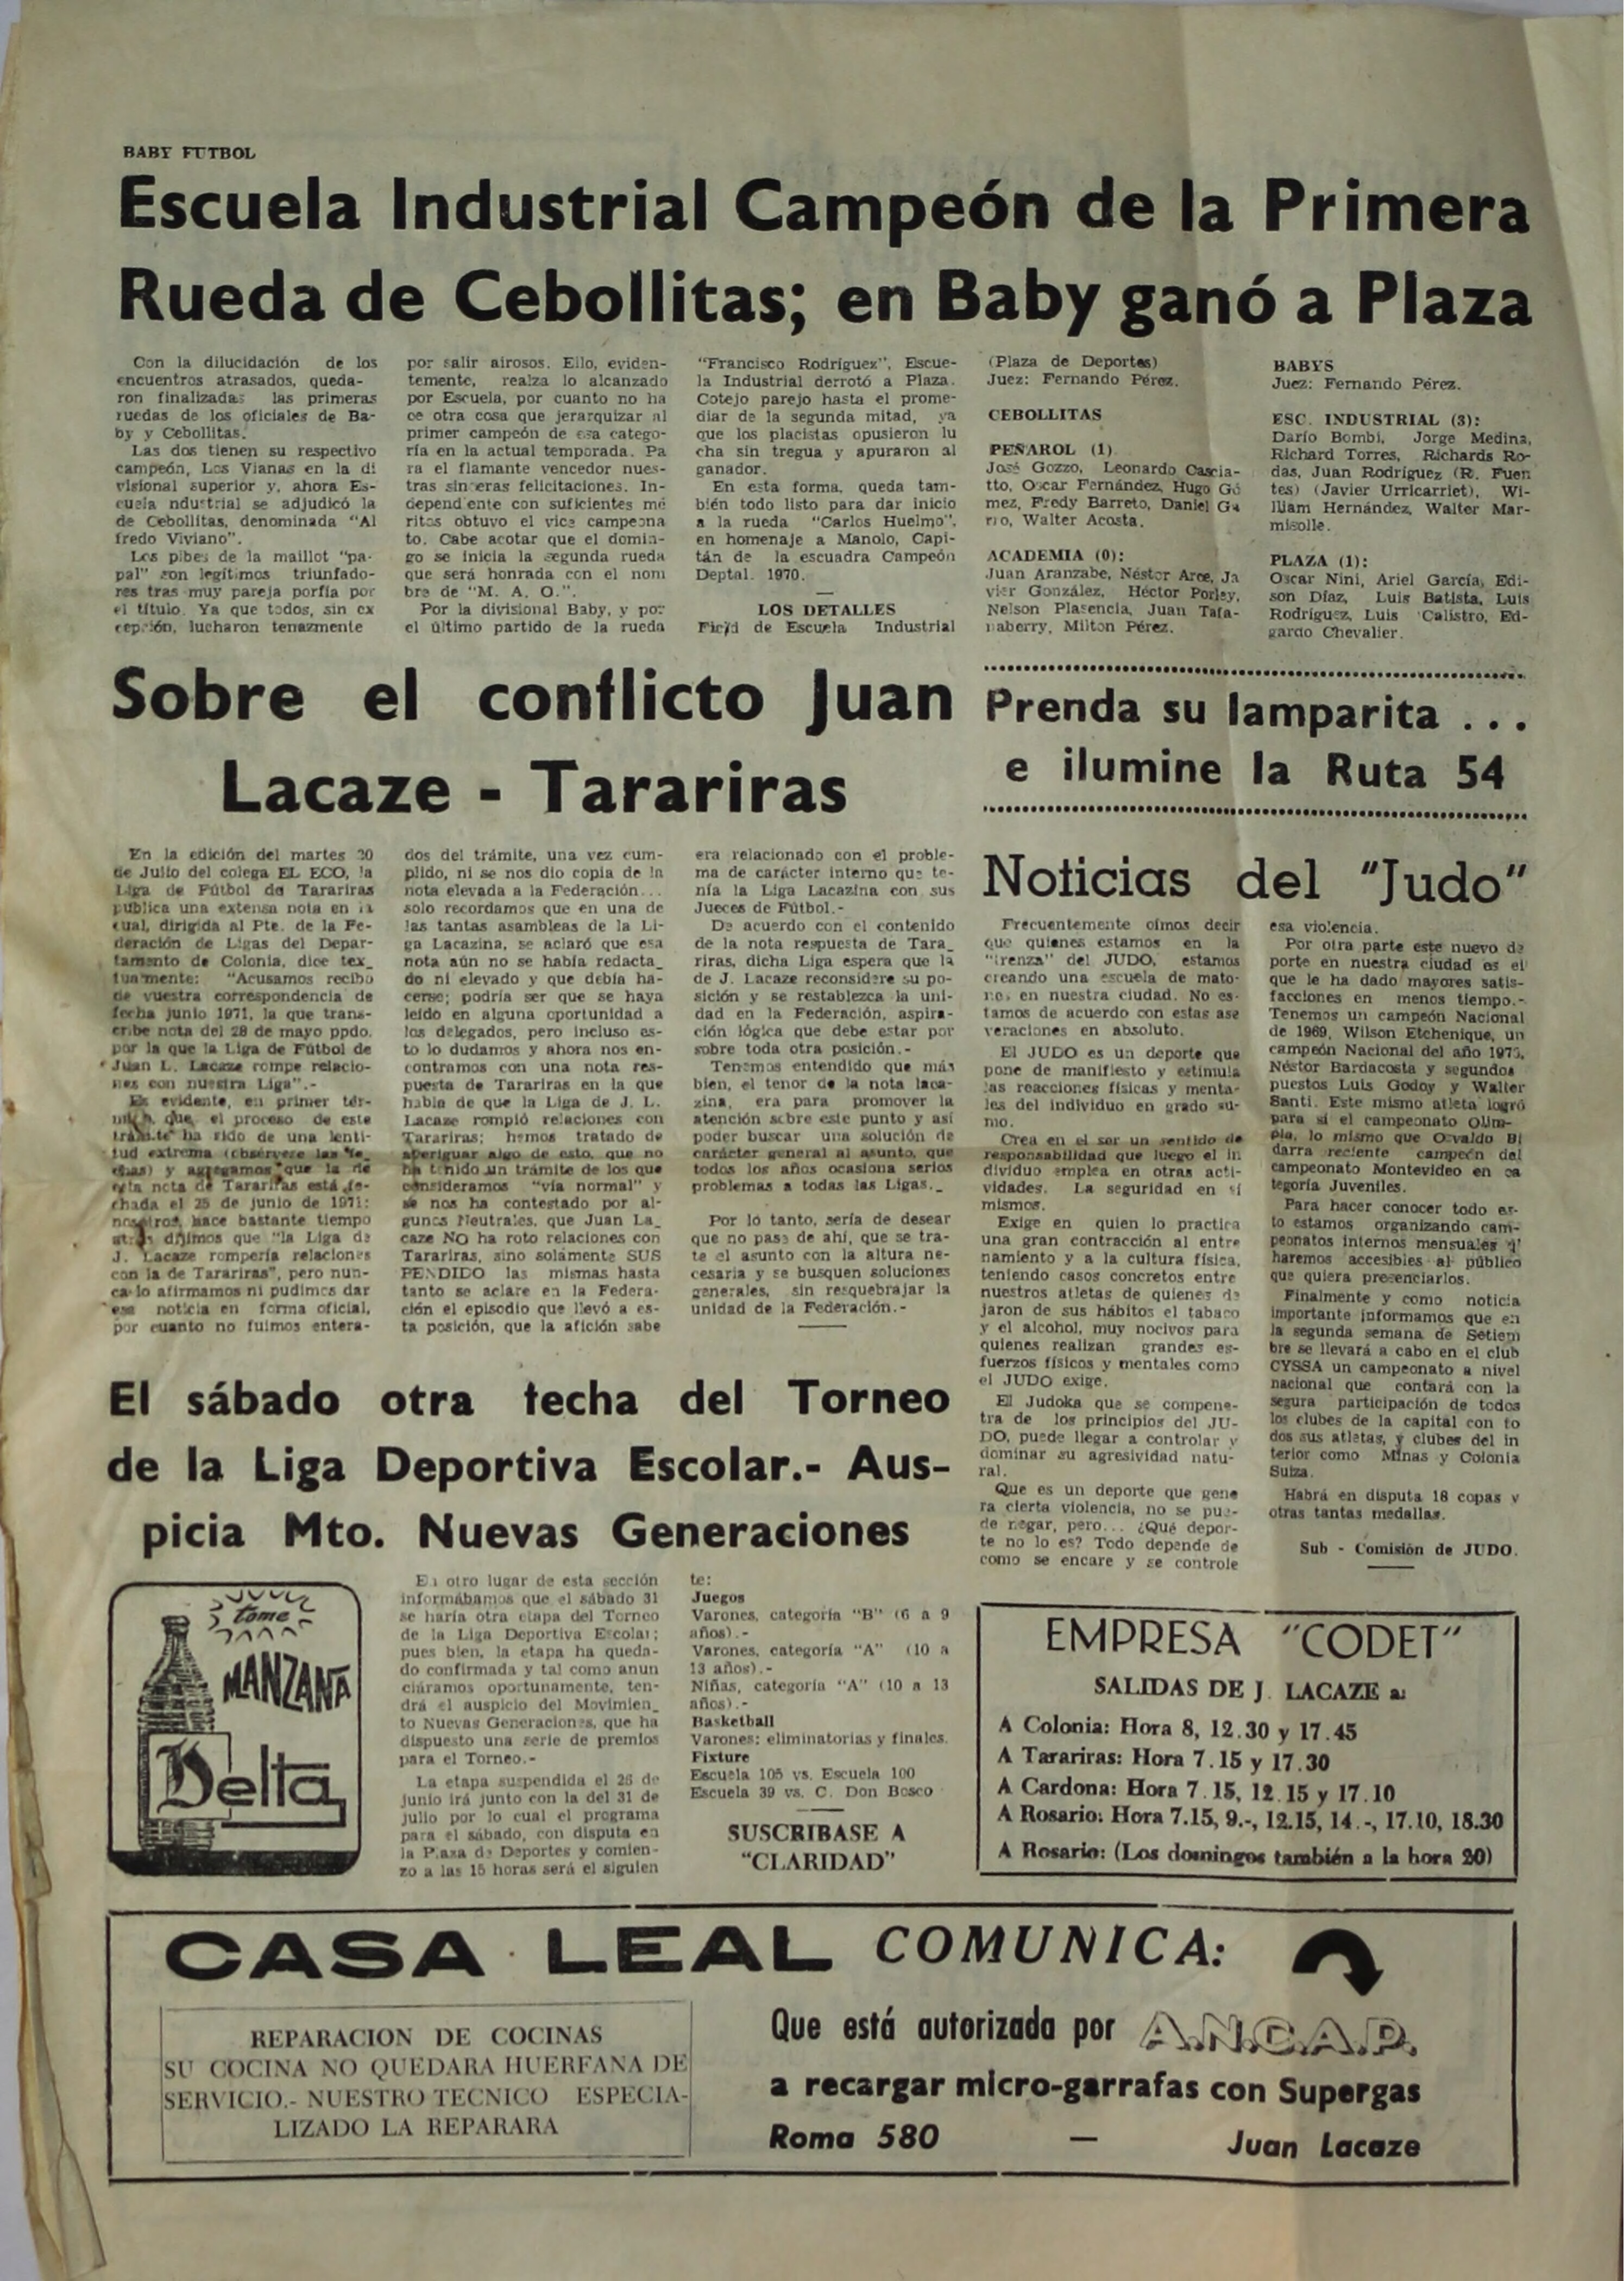 BABY FUTBOL
Escuela Industrial Campeón de la Primera
Rueda de Cebollitas; en Baby ganó a Plaza
Con la dilucidación de los
encuentros atrasados, queda-
ron finalizadas las primeras
ruedas de los oficiales de Ba-
by y Cebollitas.
Las dos tienen su respectivo
campeón, Los Vianas en la di
visional superior y, ahora Es-
cuela ndustrial se adjudicó la
de Cebollitas, denominada "Al
fredo Viviano".
Los pibes de la maillot "pa-
pal" son legítimos triunfado-
res tras muy pareja porfía por
el título. Ya que todos, sin ex
cepción, lucharon tenazmente
por salir airosos. Ello, eviden-
temente, realza lo alcanzado
por Escuela, por cuanto no ha
ce otra cosa que jerarquizar al
primer campeón de esa catego-
ría en la actual temporada. Pa
ra el flamante vencedor nues-
tras sinceras felicitaciones. In-
dependente con suficientes mé
ritos obtuvo el vice campeona
to. Cabe acotar que el domin-
go se inicia la segunda rueda
que será honrada con el nom
bre de "M. A. O.".
Por la divisional Baby, y por
el último partido de la rueda
"Francisco Rodríguez", Escue-
la Industrial derrotó a Plaza.
Cotejo parejo hasta el prome-
diar de la segunda mitad, ya
que los placistas opusieron lu
cha sin tregua y apuraron al
ganador.
En esta forma, queda tam-
bién todo listo para dar inicio
a la rueda "Carlos Huelmo",
en homenaje a Manolo, Capi-
tán de la escuadra Campeón
Deptal. 1970.
LOS DETALLES
de Escuela Industrial
(Plaza de Deportes)
Juez: Fernando Pérez.
CEBOLLITAS
PEÑAROL (1)
José Gozzo, Leonardo Cascia-
tto, Oscar Fernández, Hugo Gó
mez, Fredy Barreto, Daniel Ga
rro, Walter Acosta.
ACADEMIA (0):
Juan Aranzabe, Néstor Arce, Ja
vier González, Héctor Porley,
Nelson Plasencia, Juan Tafa-
naberry, Milton Pérez.
BABYS
Juez: Fernando Pérez.
ESC. INDUSTRIAL (3):
Darío Bombi, Jorge Medina,
Richard Torres, Richards Ro-
das, Juan Rodríguez (R. Fuen
tes) (Javier Urricarriet), Wi-
lliam Hernández, Walter Mar-
misolle.
PLAZA (1):
Oscar Nini, Ariel García, Edi-
son Díaz, Luis Batista, Luis
Rodríguez, Luis Calistro, Ed-
gardo Chevalier.
Sobre el conflicto Juan
Lacaze - Tarariras
En la edición del martes 20
de Julio del colega EL ECO, la
Liga de Fútbol de Tarariras
publica una extensa nota en la
cual, dirigida al Pte. de la Fe-
deración de Ligas del Depar-
tamento de Colonia, dice tex_
tualmente: "Acusamos recibo
de vuestra correspondencia de
fecha junio 1971, la que trans-
cribe nota del 28 de mayo ppdo.
por la que la Liga de Fútbol de
Juan L. Lacaze rompe relacio-
nes con nuestra Liga".-
Es evidente, en primer tér-
mino, que, el proceso de este
trámite ha sido de una lenti-
tud extrema (obsérvese las fe_
chas) y agregamos que la de
esta nota de Tarariras está fe-
chada el 25 de junio de 1971:
nosotros, hace bastante tiempo
atrás dijimos que "la Liga de
J. Lacaze rompería relaciones
con la de Tarariras", pero nun-
ca lo afirmamos ni pudimos dar
esa noticia en forma oficial,
por cuanto no fuimos entera-
dos del trámite, una vez cum-
plido, ni se nos dio copia de la
nota elevada a la Federación...
solo recordamos que en una de
las tantas asambleas de la Li-
ga Lacazina, se aclaró que esa
nota aún no se había redacta_
do ni elevado y que debía ha-
cerse; podría ser que se haya
leído en alguna oportunidad a
los delegados, pero incluso es-
to lo dudamos y ahora nos en-
contramos con una nota res-
puesta de Tarariras en la que
habla de que la Liga de J. L.
Lacaze rompió relaciones con
Tarariras; hemos tratado de
averiguar algo de esto, que no
ha tenido un trámite de los que
consideramos "vía normal" y
se nos ha contestado por al-
gunos Neutrales, que Juan La_
caze NO ha roto relaciones con
Tarariras, sino solámente SUS
PENDIDO las mismas hasta
tanto se aclare en la Federa-
ción el episodio que llevó a es-
ta posición, que la afición sabe
era relacionado con el proble-
ma de carácter interno que te-
nía la Liga Lacazina con sus
Jueces de Fútbol.-
De acuerdo con el contenido
de la nota respuesta de Tara_
riras, dicha Liga espera que la
de J. Lacaze reconsidere su po-
sición y se restablezca la uni-
dad en la Federación, aspira-
ción lógica que debe estar por
sobre toda otra posición.-
Tenemos entendido que más
bien, el tenor de la nota laca-
zina, era para promover la
atención sobre este punto y así
poder buscar una solución de
carácter general al asunto, que
todos los años ocasiona serios
problemas a todas las Ligas._
Por lo tanto, sería de desear
que no pase de ahí, que se tra-
te el asunto con la altura ne-
cesaria y se busquen soluciones
generales, sin resquebrajar la
unidad de la Federación.-
Prenda su lamparita ...
e ilumine la Ruta 54
Noticias del "Judo"
Frecuentemente oímos decir
que quienes estamos en la
"trenza" del JUDO, estamos
creando una escuela de mato-
nes en nuestra ciudad. No es-
tamos de acuerdo con estas ase
veraciones en absoluto.
El JUDO es un deporte que
pone de manifiesto y estimula
las reacciones físicas y menta-
les del individuo en grado su-
mo.
Crea en el ser un sentido de
responsabilidad que luego el in
dividuo emplea en otras acti-
vidades. La seguridad en sí
mismos.
Exige en quien lo practica
una gran contracción al entre
namiento y a la cultura física,
teniendo casos concretos entre
nuestros atletas de quienes de
jaron de sus hábitos el tabaco
y el alcohol, muy nocivos para
quienes realizan grandes es-
fuerzos físicos y mentales como
el JUDO exige.
El Judoka que se compene-
tra de los principios del JU-
DO, puede llegar a controlar y
dominar su agresividad natu-
ral.
Que es un deporte que gene
ra cierta violencia, no se pue-
de negar, pero... ¿Qué depor-
te no lo es? Todo depende de
como se encare y se controle
esa violencia.
Por otra parte este nuevo de
porte en nuestra ciudad es el
que le ha dado mayores satis-
facciones en menos tiempo.-
Tenemos un campeón Nacional
de 1969, Wilson Etchenique, un
campeón Nacional del año 1970,
Néstor Bardacosta y segundos
puestos Luis Godoy y Walter
Santi. Este mismo atleta logró
para sí el campeonato Olim-
pia, lo mismo que Osvaldo Bi
darra reciente campeón del
campeonato Montevideo en ca
tegoría Juveniles.
Para hacer conocer todo es-
to estamos organizando cam-
peonatos internos mensuales q'
haremos accesibles al público
que quiera presenciarlos.
Finalmente y como noticia
importante informamos que en
la segunda semana de Setiem
bre se llevará a cabo en el club
CYSSA un campeonato a nivel
nacional que contará con la
segura participación de todos
los clubes de la capital con to
dos sus atletas, y clubes del in
terior como Minas y Colonia
Suiza.
Habrá en disputa 18 copas y
otras tantas medallas.
Sub - Comisión de JUDO.
El sábado otra fecha del Torneo
de la Liga Deportiva Escolar.- Aus-
picia Mto. Nuevas Generaciones
Tome
MANZANA
Delta
En otro lugar de esta sección
informábamos que el sábado 31
se haría otra etapa del Torneo
de la Liga Deportiva Escolar;
pues bien, la etapa ha queda-
do confirmada y tal como anun
ciáramos oportunamente, ten-
drá el auspicio del Movimien_
to Nuevas Generaciones, que ha
dispuesto una serie de premios
para el Torneo.-
La etapa suspendida el 26 de
junio irá junto con la del 31 de
julio por lo cual el programa
para el sábado, con disputa en
la Plaza de Deportes y comien-
zo a las 15 horas será el siguien
te:
Juegos
Varones, categoría "B" (6 a 9
años).-
Varones, categoría "A" (10 a
13 años).-
Niñas, categoría "A" (10 a 13
años).-
Basketball
Varones: eliminatorias y finales.
Fixture
Escuela 105 vs. Escuela 100
Escuela 39 vs. C. Don Bosco
SUSCRIBASE A
"CLARIDAD"
EMPRESA "CODET"
SALIDAS DE J. LACAZE a:
A Colonia: Hora 8, 12.30 y 17.45
A Tarariras: Hora 7.15 y 17.30
A Cardona: Hora 7.15, 12.15 y 17.10
A Rosario: Hora 7.15, 9.-, 12.15, 14.-, 17.10, 18.30
A Rosario: (Los domingos también a la hora 20)
CASA LEAL COMUNICA:
REPARACION DE COCINAS
SU COCINA NO QUEDARA HUERFANA DE
SERVICIO.- NUESTRO TECNICO ESPECIA-
LIZADO LA REPARARA
Que está autorizada por A.N.C.A.P.
a recargar micro-garrafas con Supergas
Roma 580 — Juan Lacaze